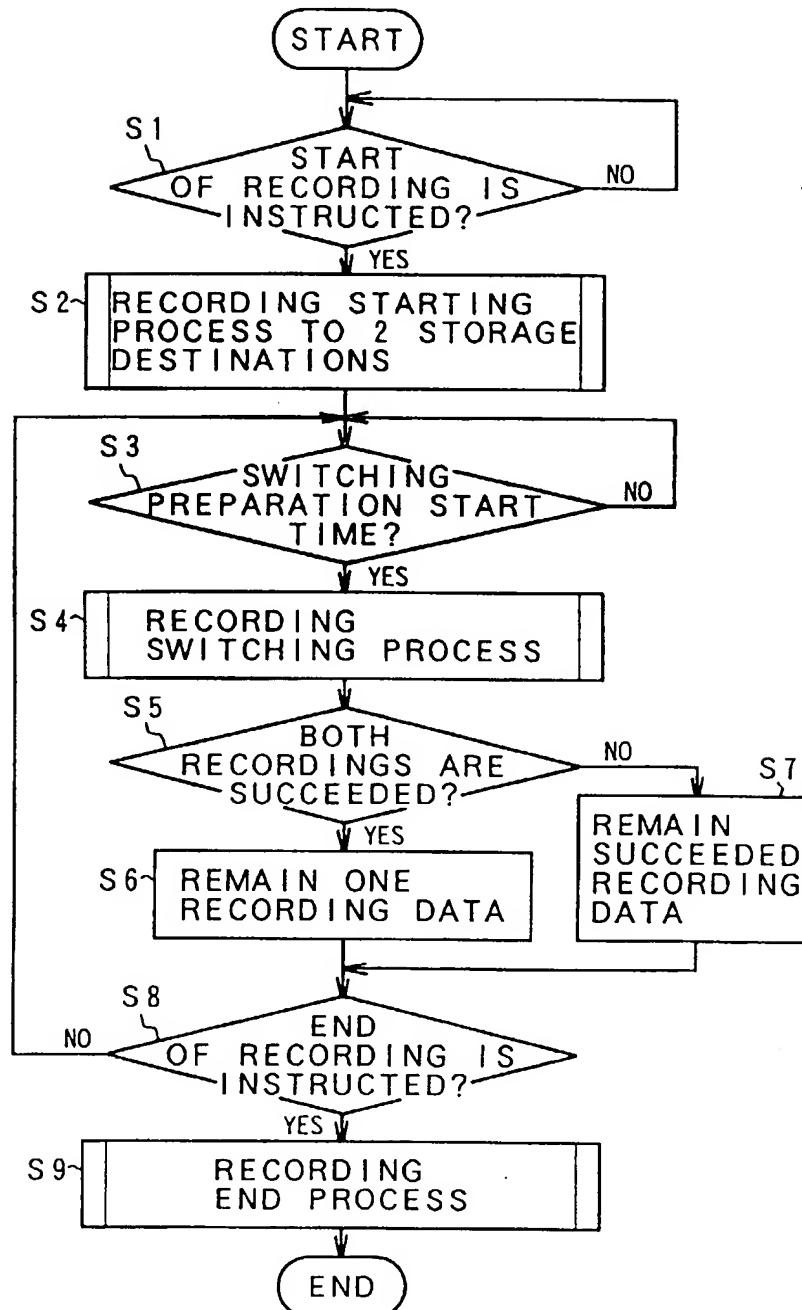 START
S1
START
OF RECORDING IS
INSTRUCTED?
NO
YES
S2
RECORDING STARTING
PROCESS TO 2 STORAGE
DESTINATIONS
S3
SWITCHING
PREPARATION START
TIME?
NO
YES
S4
RECORDING
SWITCHING PROCESS
S5
BOTH
RECORDINGS ARE
SUCCEEDED?
NO
YES
S7
REMAIN
SUCCEEDED
RECORDING
DATA
S6
REMAIN ONE
RECORDING DATA
S8
END
OF RECORDING IS
INSTRUCTED?
NO
YES
S9
RECORDING
END PROCESS
END